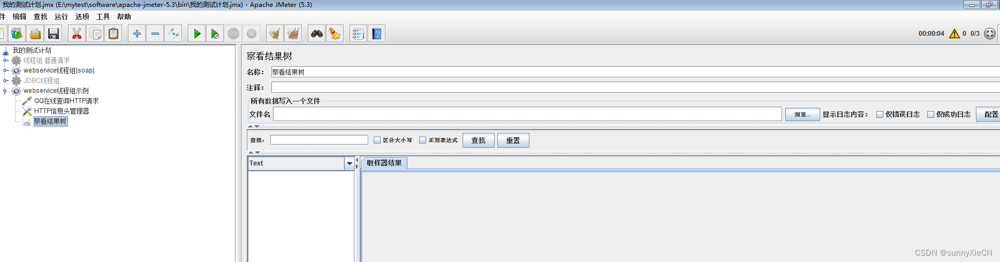 我的测试计划.jmx (E:\mytest\software\apache-jmeter-5.3\bin\我的测试计划.jmx) - Apache JMeter (5.3)
件 编辑 查找 运行 选项 工具 帮助
STOP
00:00:04 0 0/3
我的测试计划
线程组 普通请求
webservice线程组[soap]
JDBC线程组
webservice线程组示例
QQ在线查询HTTP请求
HTTP信息头管理器
察看结果树
察看结果树
名称： 察看结果树
注释：
所有数据写入一个文件
文件名 浏览... 显示日志内容： 仅错误日志 仅成功日志 配置
查找： 区分大小写 正则表达式 查找 重置
Text 取样器结果
CSDN @sunnyXieCN